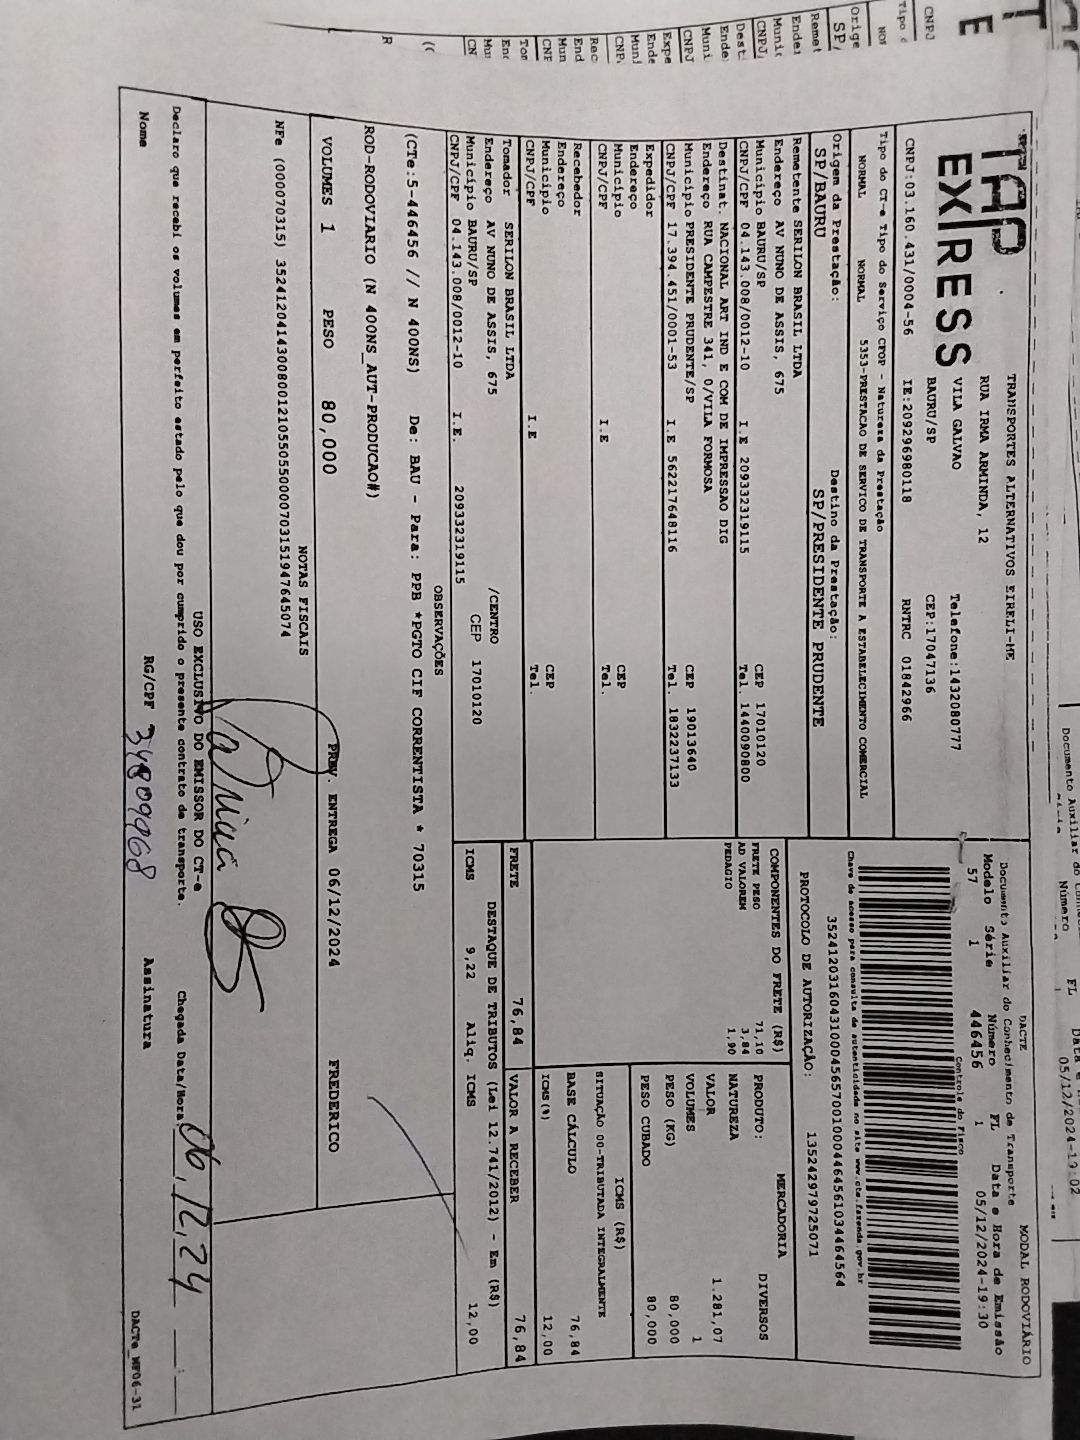 TAP
EXPRESS
TRANSPORTES ALTERNATIVOS EIRELI-ME
RUA IRMA ARMINDA, 12
VILA GALVAO Telefone:1432080777
BAURU/SP CEP:17047136
CNPJ:03.160.431/0004-56 IE:209296980118 RNTRC 01842966
DACTE MODAL RODOVIÁRIO
Documento Auxiliar do Conhecimento de Transporte
Modelo Série Número FL Data e Hora de Emissão
57 1 446456 1 05/12/2024-19:30
Controle do Fisco
Tipo do CT-e Tipo do Serviço CFOP - Natureza da Prestação
NORMAL NORMAL 5353-PRESTACAO DE SERVICO DE TRANSPORTE A ESTABELECIMENTO COMERCIAL
Origem da Prestação: Destino da Prestação:
SP/BAURU SP/PRESIDENTE PRUDENTE
Chave de acesso para consulta de autenticidade no site www.cte.fazenda.gov.br
35241203160431000456570010004464561034464564
PROTOCOLO DE AUTORIZAÇÃO: 135242979725071
Remetente SERILON BRASIL LTDA
Endereço AV NUNO DE ASSIS, 675
Município BAURU/SP CEP 17010120
CNPJ/CPF 04.143.008/0012-10 I.E 209332319115 Tel. 1440090800
Destinat. NACIONAL ART IND E COM DE IMPRESSAO DIG
Endereço RUA CAMPESTRE 341, 0/VILA FORMOSA
Município PRESIDENTE PRUDENTE/SP CEP 19013640
CNPJ/CPF 17.394.451/0001-53 I.E 562217648116 Tel. 18322371133
Expedidor
Endereço
Município CEP
CNPJ/CPF I.E Tel.
Recebedor
Endereço
Município CEP
CNPJ/CPF I.E Tel.
Tomador SERILON BRASIL LTDA
Endereço AV NUNO DE ASSIS, 675 /CENTRO
Município BAURU/SP CEP 17010120
CNPJ/CPF 04.143.008/0012-10 I.E. 209332319115
COMPONENTES DO FRETE (R$)
FRETE PESO 71,10
AD VALOREM 3,84
PEDAGIO 1,90
MERCADORIA
PRODUTO: DIVERSOS
NATUREZA
VALOR 1.281,07
VOLUMES 1
PESO (KG) 80,000
PESO CUBADO 80,000
ICMS (R$)
SITUAÇÃO 00-TRIBUTADA INTEGRALMENTE
BASE CÁLCULO 76,84
ICMS(%) 12,00
FRETE 76,84 VALOR A RECEBER 76,84
DESTAQUE DE TRIBUTOS (Lei 12.741/2012) - Em (R$)
ICMS 9,22 Alíq. ICMS 12,00
OBSERVAÇÕES
(CTe:5-446456 // N 400NS) De: BAU - Para: PPB *PGTO CIF CORRENTISTA * 70315
ROD-RODOVIARIO (N 400NS_AUT-PRODUCAO#)
VOLUMES 1 PESO 80,000 PREV. ENTREGA 06/12/2024 FREDERICO
NOTAS FISCAIS
NFe (000070315) 35241204143008001210550550000703151947645074
USO EXCLUSIVO DO EMISSOR DO CT-e
Declaro que recebi os volumes em perfeito estado pelo que dou por cumprido o presente contrato de transporte. Chegada Data/Hora 06/12/24
Nome RG/CPF 34809968 Assinatura DACTe_MF06-31